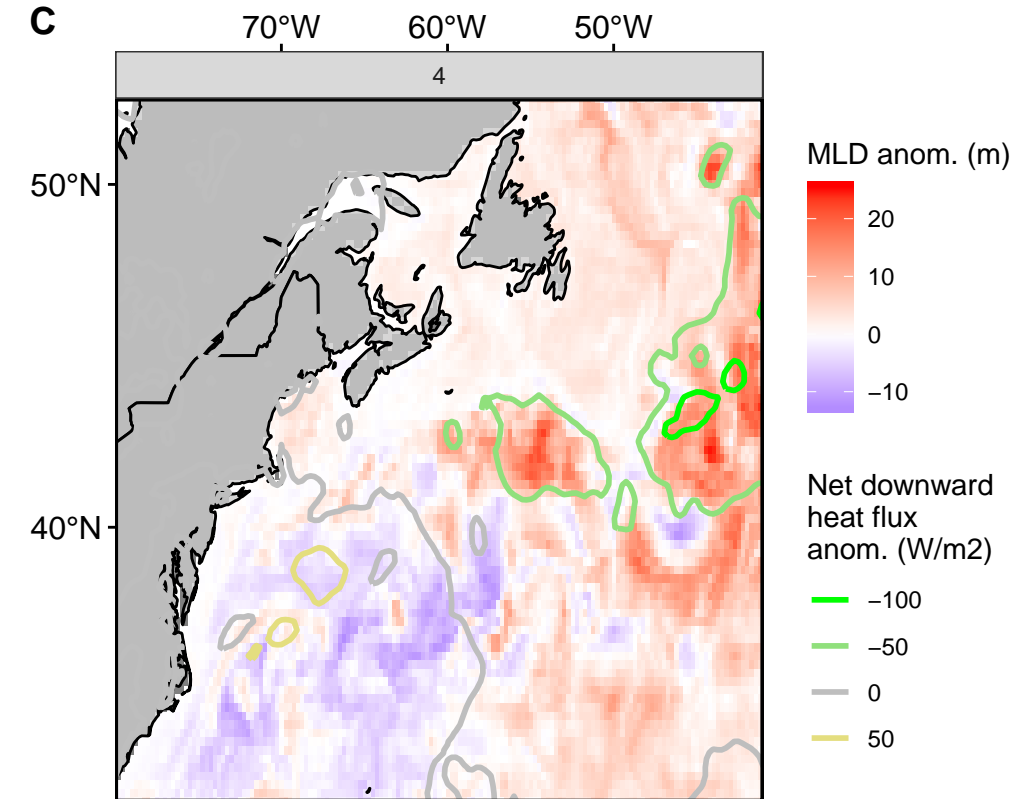 C
70°W 60°W 50°W
4
50°N
40°N
MLD anom. (m)
20
10
0
−10
Net downward
heat flux
anom. (W/m2)
−100
−50
0
50